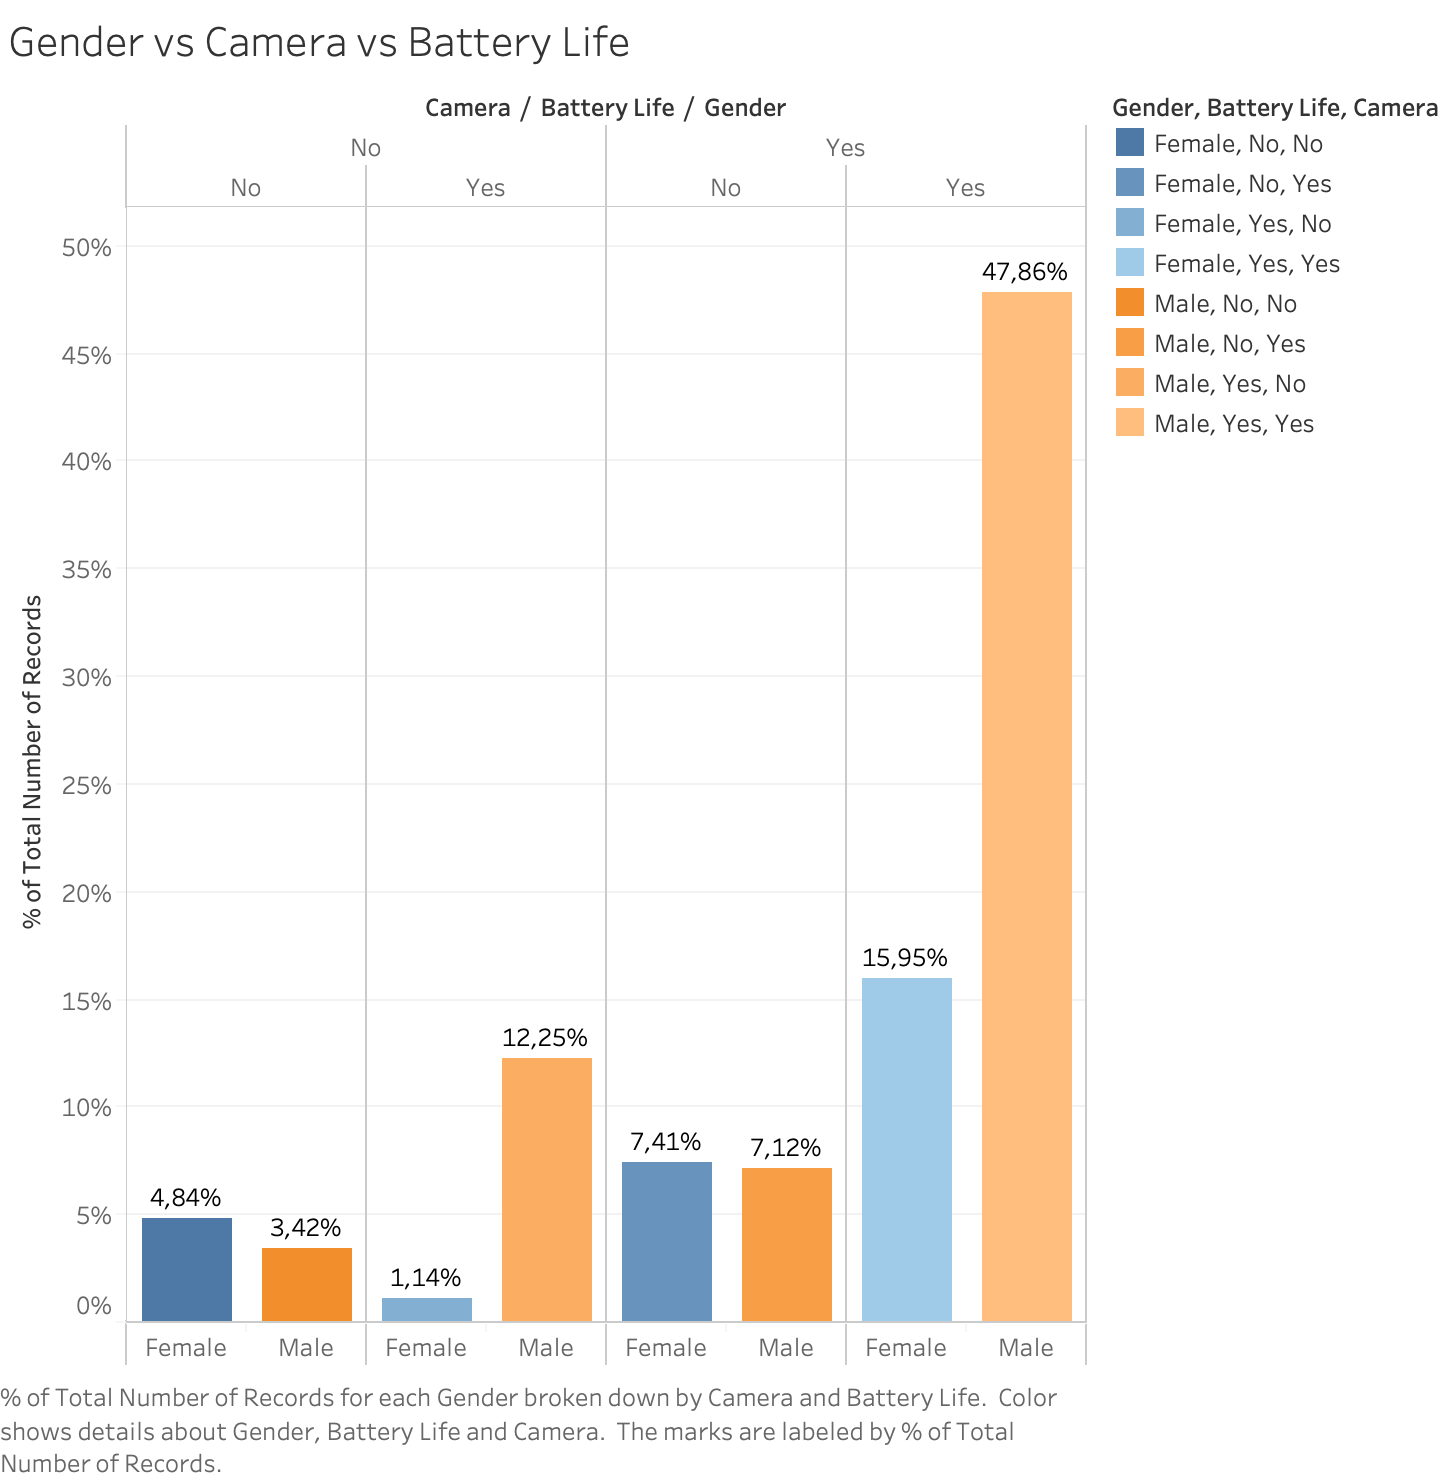 Gender vs Camera vs Battery Life
Camera / Battery Life / Gender
No
Yes
No
Yes
No
Yes
50%
45%
40%
35%
30%
25%
20%
15%
10%
5%
0%
% of Total Number of Records
4,84%
3,42%
1,14%
12,25%
7,41%
7,12%
15,95%
47,86%
Female
Male
Female
Male
Female
Male
Female
Male
Gender, Battery Life, Camera
Female, No, No
Female, No, Yes
Female, Yes, No
Female, Yes, Yes
Male, No, No
Male, No, Yes
Male, Yes, No
Male, Yes, Yes
% of Total Number of Records for each Gender broken down by Camera and Battery Life.  Color
shows details about Gender, Battery Life and Camera.  The marks are labeled by % of Total
Number of Records.